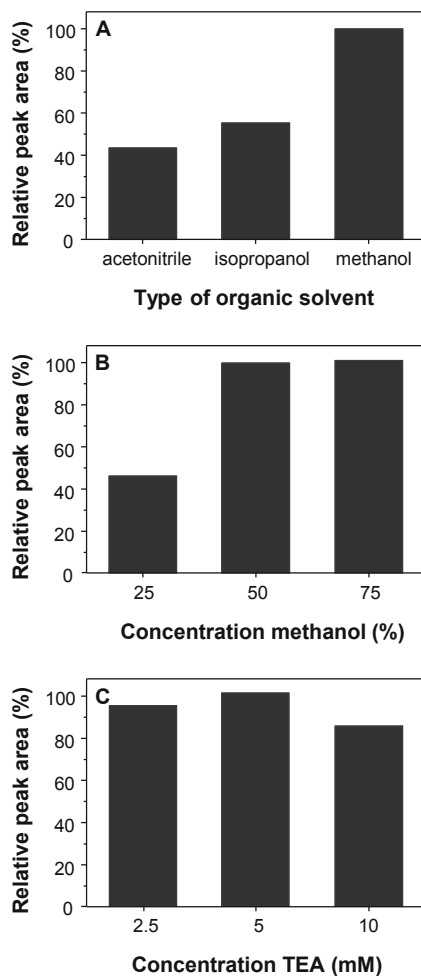 A
Relative peak area (%)
100
80
60
40
20
0
acetonitrile isopropanol methanol
Type of organic solvent
B
Relative peak area (%)
100
80
60
40
20
0
25 50 75
Concentration methanol (%)
C
Relative peak area (%)
100
80
60
40
20
0
2.5 5 10
Concentration TEA (mM)